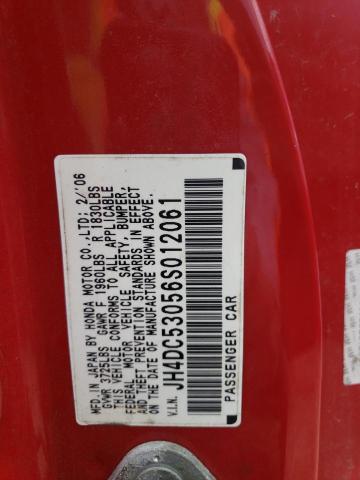 MFD. IN JAPAN BY HONDA MOTOR CO.,LTD; 2/'06
GVWR 3725LBS GAWR F 1960LBS R 1830LBS
THIS VEHICLE CONFORMS TO ALL APPLICABLE
FEDERAL MOTOR VEHICLE SAFETY, BUMPER,
AND THEFT PREVENTION STANDARDS IN EFFECT
ON THE DATE OF MANUFACTURE SHOWN ABOVE.
V.I.N. JH4DC53056S012061
PASSENGER CAR